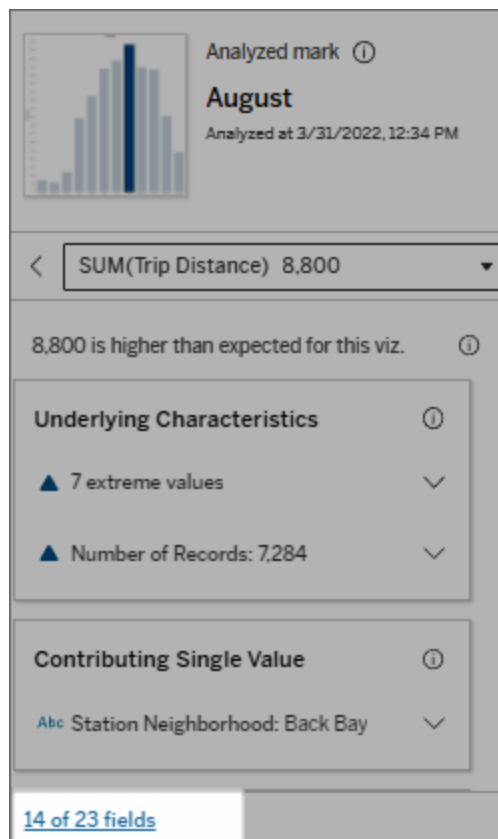 Analyzed mark
August
Analyzed at 3/31/2022, 12:34 PM
SUM(Trip Distance) 8,800
8,800 is higher than expected for this viz.
Underlying Characteristics
7 extreme values
Number of Records: 7,284
Contributing Single Value
Abc Station Neighborhood: Back Bay
14 of 23 fields